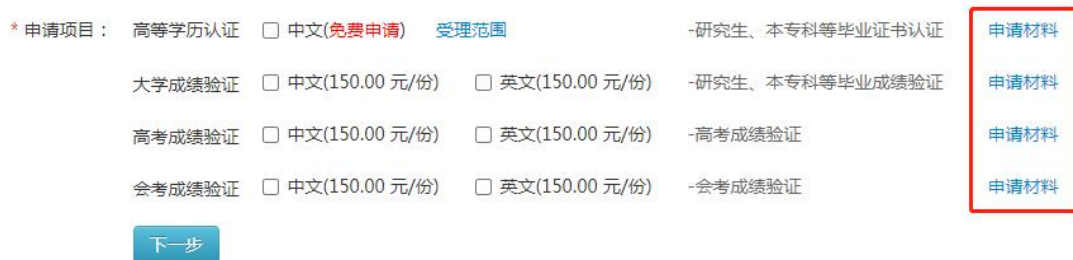 * 申请项目： 高等学历认证 中文(免费申请) 受理范围 -研究生、本专科等毕业证书认证 申请材料
大学成绩验证 中文(150.00 元/份) 英文(150.00 元/份) -研究生、本专科等毕业成绩验证 申请材料
高考成绩验证 中文(150.00 元/份) 英文(150.00 元/份) -高考成绩验证 申请材料
会考成绩验证 中文(150.00 元/份) 英文(150.00 元/份) -会考成绩验证 申请材料
下一步